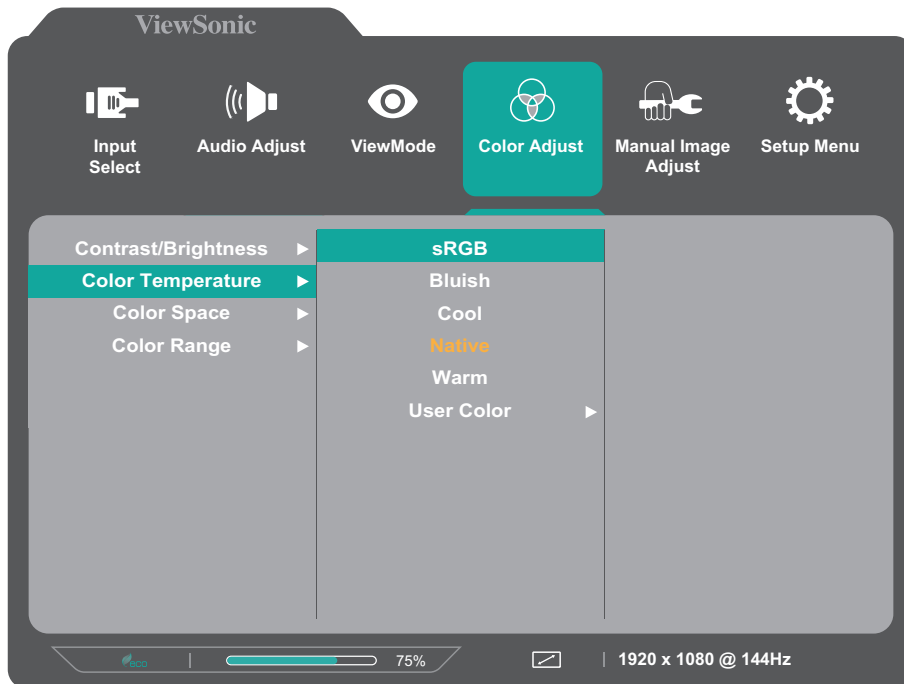 ViewSonic
Input
Select
Audio Adjust
ViewMode
Color Adjust
Manual Image
Adjust
Setup Menu
Contrast/Brightness
sRGB
Color Temperature
Bluish
Color Space
Cool
Color Range
Native
Warm
User Color
eco
75%
1920 x 1080 @ 144Hz